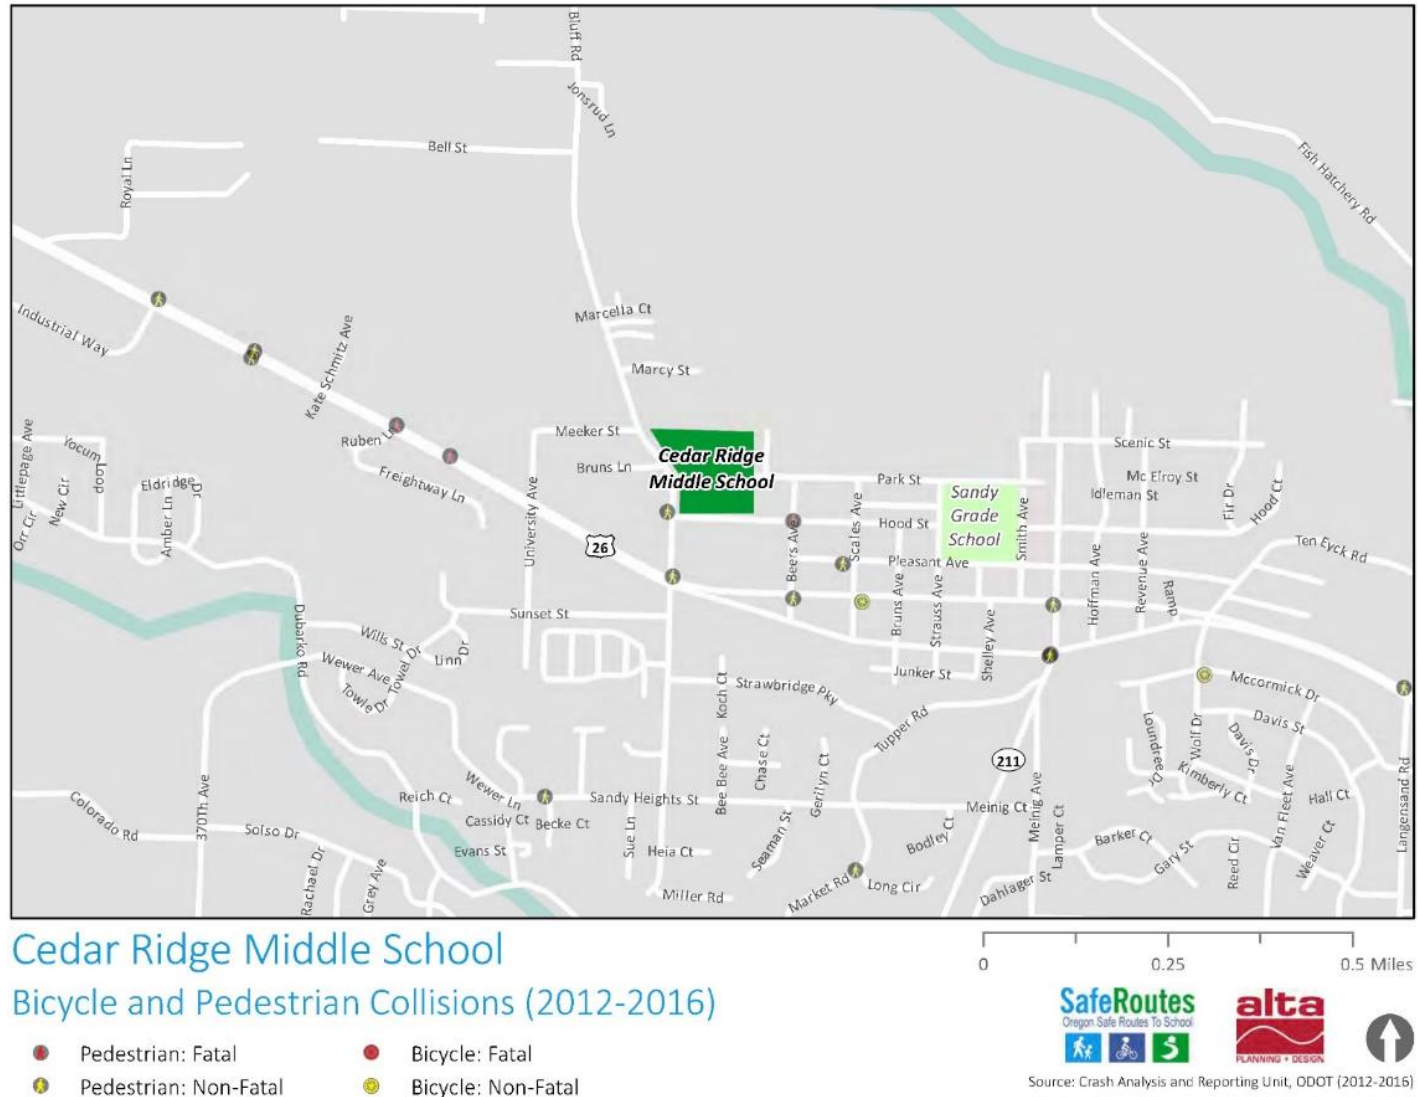 Bluff Rd
Jonsrud Ln
Bell St
Royal Ln
Fish Hatchery Rd
Industrial Way
Marcella Ct
Kate Schmitz Ave
Marcy St
Ruben Ln
Freightway Ln
Meeker St
Bruns Ln
Cedar Ridge
Middle School
Littlepage Ave
Yocum
Loop
New Cir
Orr Cir
Eldridge
Dr
Amber Ln
University Ave
26
Park St
Hood St
Scales Ave
Beers Ave
Pleasant Ave
Sandy
Grade
School
Smith Ave
Scenic St
Mc Elroy St
Idleman St
Fir Dr
Hood Ct
Ten Eyck Rd
Bruns Ave
Strauss Ave
Shelley Ave
Hoffman Ave
Revenue Ave
Ramp
Sunset St
Dubarko Rd
Wills St
Wewer Ave
Towle Dr
Towel Dr
Linn Dr
Junker St
Koch Ct
Strawbridge Pky
Tupper Rd
211
Mccormick Dr
Davis St
Loundree Dr
Wolf Dr
Davis Dr
Kimberly Ct
Van Fleet Ave
Hall Ct
Langensand Rd
Colorado Rd
370Th Ave
Solso Dr
Rachael Dr
Grey Ave
Reich Ct
Wewer Ln
Cassidy Ct
Becke Ct
Evans St
Sandy Heights St
Sue Ln
Heia Ct
Miller Rd
Bee Bee Ave
Chase Ct
Gerilyn Ct
Seaman St
Market Rd
Long Cir
Bodley Ct
Meinig Ct
Meinig Ave
Lamper Ct
Dahlager St
Barker Ct
Gary St
Reed Cir
Weaver Ct
Cedar Ridge Middle School
Bicycle and Pedestrian Collisions (2012-2016)
Pedestrian: Fatal
Bicycle: Fatal
Pedestrian: Non-Fatal
Bicycle: Non-Fatal
0 0.25 0.5 Miles
SafeRoutes
Oregon Safe Routes To School
alta
PLANNING + DESIGN
Source: Crash Analysis and Reporting Unit, ODOT (2012-2016)